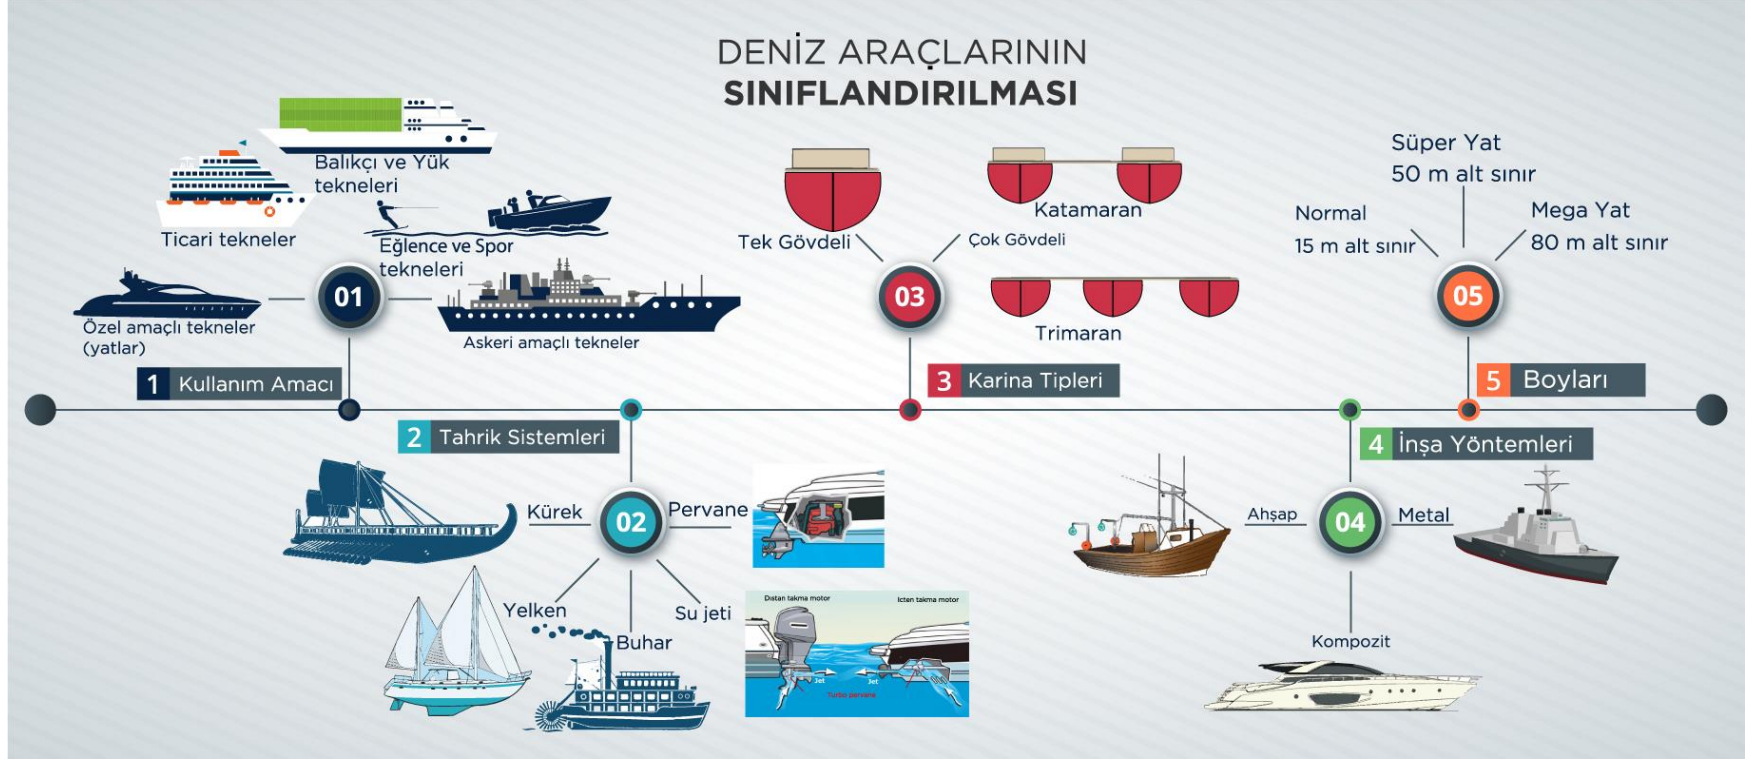 DENİZ ARAÇLARININ
SINIFLANDIRILMASI
Balıkçı ve Yük
tekneleri
Ticari tekneler
Eğlence ve Spor
tekneleri
01
Özel amaçlı tekneler
(yatlar)
Askeri amaçlı tekneler
1 Kullanım Amacı
2 Tahrik Sistemleri
Kürek
02
Pervane
Yelken
Buhar
Su jeti
Dıstan takma motor
Icten takma motor
Jet
Jet
Turbo pervane
Tek Gövdeli
Katamaran
Çok Gövdeli
03
Trimaran
3 Karina Tipleri
4 İnşa Yöntemleri
Ahşap
04
Metal
Kompozit
Süper Yat
50 m alt sınır
Normal
15 m alt sınır
Mega Yat
80 m alt sınır
05
5 Boyları